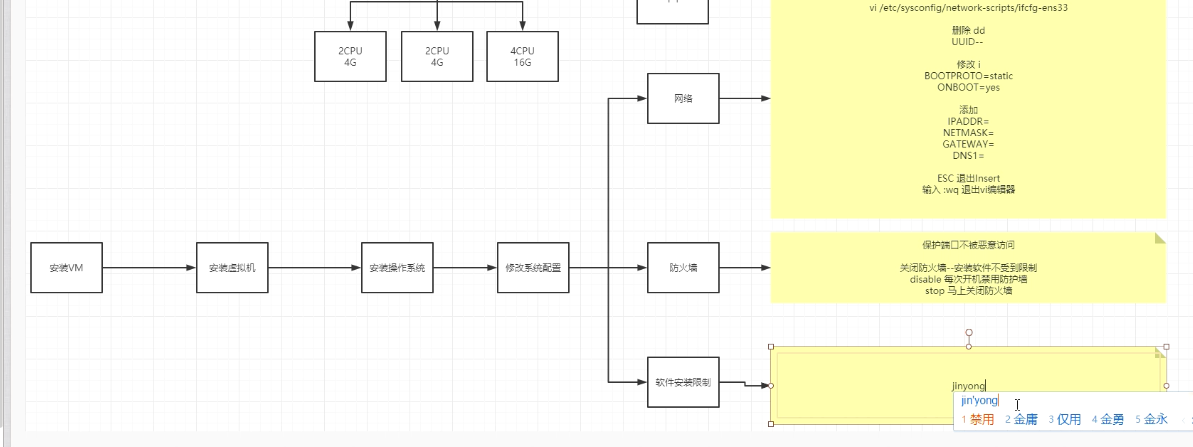 vi /etc/sysconfig/network-scripts/ifcfg-ens33
删除 dd
UUID--
修改 i
BOOTPROTO=static
ONBOOT=yes
添加
IPADDR=
NETMASK=
GATEWAY=
DNS1=
ESC 退出Insert
输入 :wq 退出vi编辑器
2CPU
4G
2CPU
4G
4CPU
16G
网络
安装VM
安装虚拟机
安装操作系统
修改系统配置
防火墙
保护端口不被恶意访问
关闭防火墙--安装软件不受到限制
disable 每次开机禁用防护墙
stop 马上关闭防火墙
软件安装限制
jinyong
jin'yong
1 禁用 2 金庸 3 仅用 4 金勇 5 金永